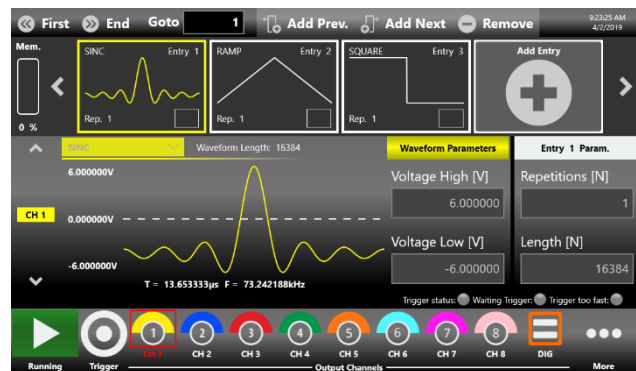 First End Goto 1 Add Prev. Add Next Remove 9:23:25 AM
4/2/2019
Mem.
0 %
SINC Entry 1
Rep. 1
RAMP Entry 2
Rep. 1
SQUARE Entry 3
Rep. 1
Add Entry
SINC Waveform Length: 16384
6.000000V
CH 1 0.000000V
-6.000000V
T = 13.653333µs F = 73.242188kHz
Waveform Parameters
Voltage High [V]
6.000000
Voltage Low [V]
-6.000000
Entry 1 Param.
Repetitions [N]
1
Length [N]
16384
Trigger status: Waiting Trigger: Trigger too fast:
1 2 3 4 5 6 7 8
CH 1 CH 2 CH 3 CH 4 CH 5 CH 6 CH 7 CH 8 DIG
Running Trigger Output Channels More